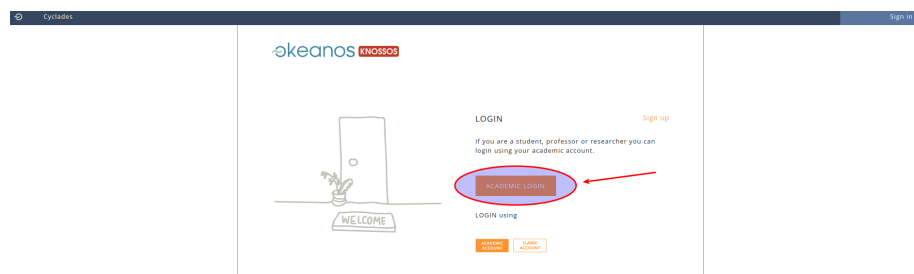 Cyclades
Sign in
okeanos KNOSSOS
LOGIN
Sign up
If you are a student, professor or researcher you can
login using your academic account.
ACADEMIC LOGIN
WELCOME
LOGIN using
ACADEMIC
ACCOUNT
CLASSIC
ACCOUNT